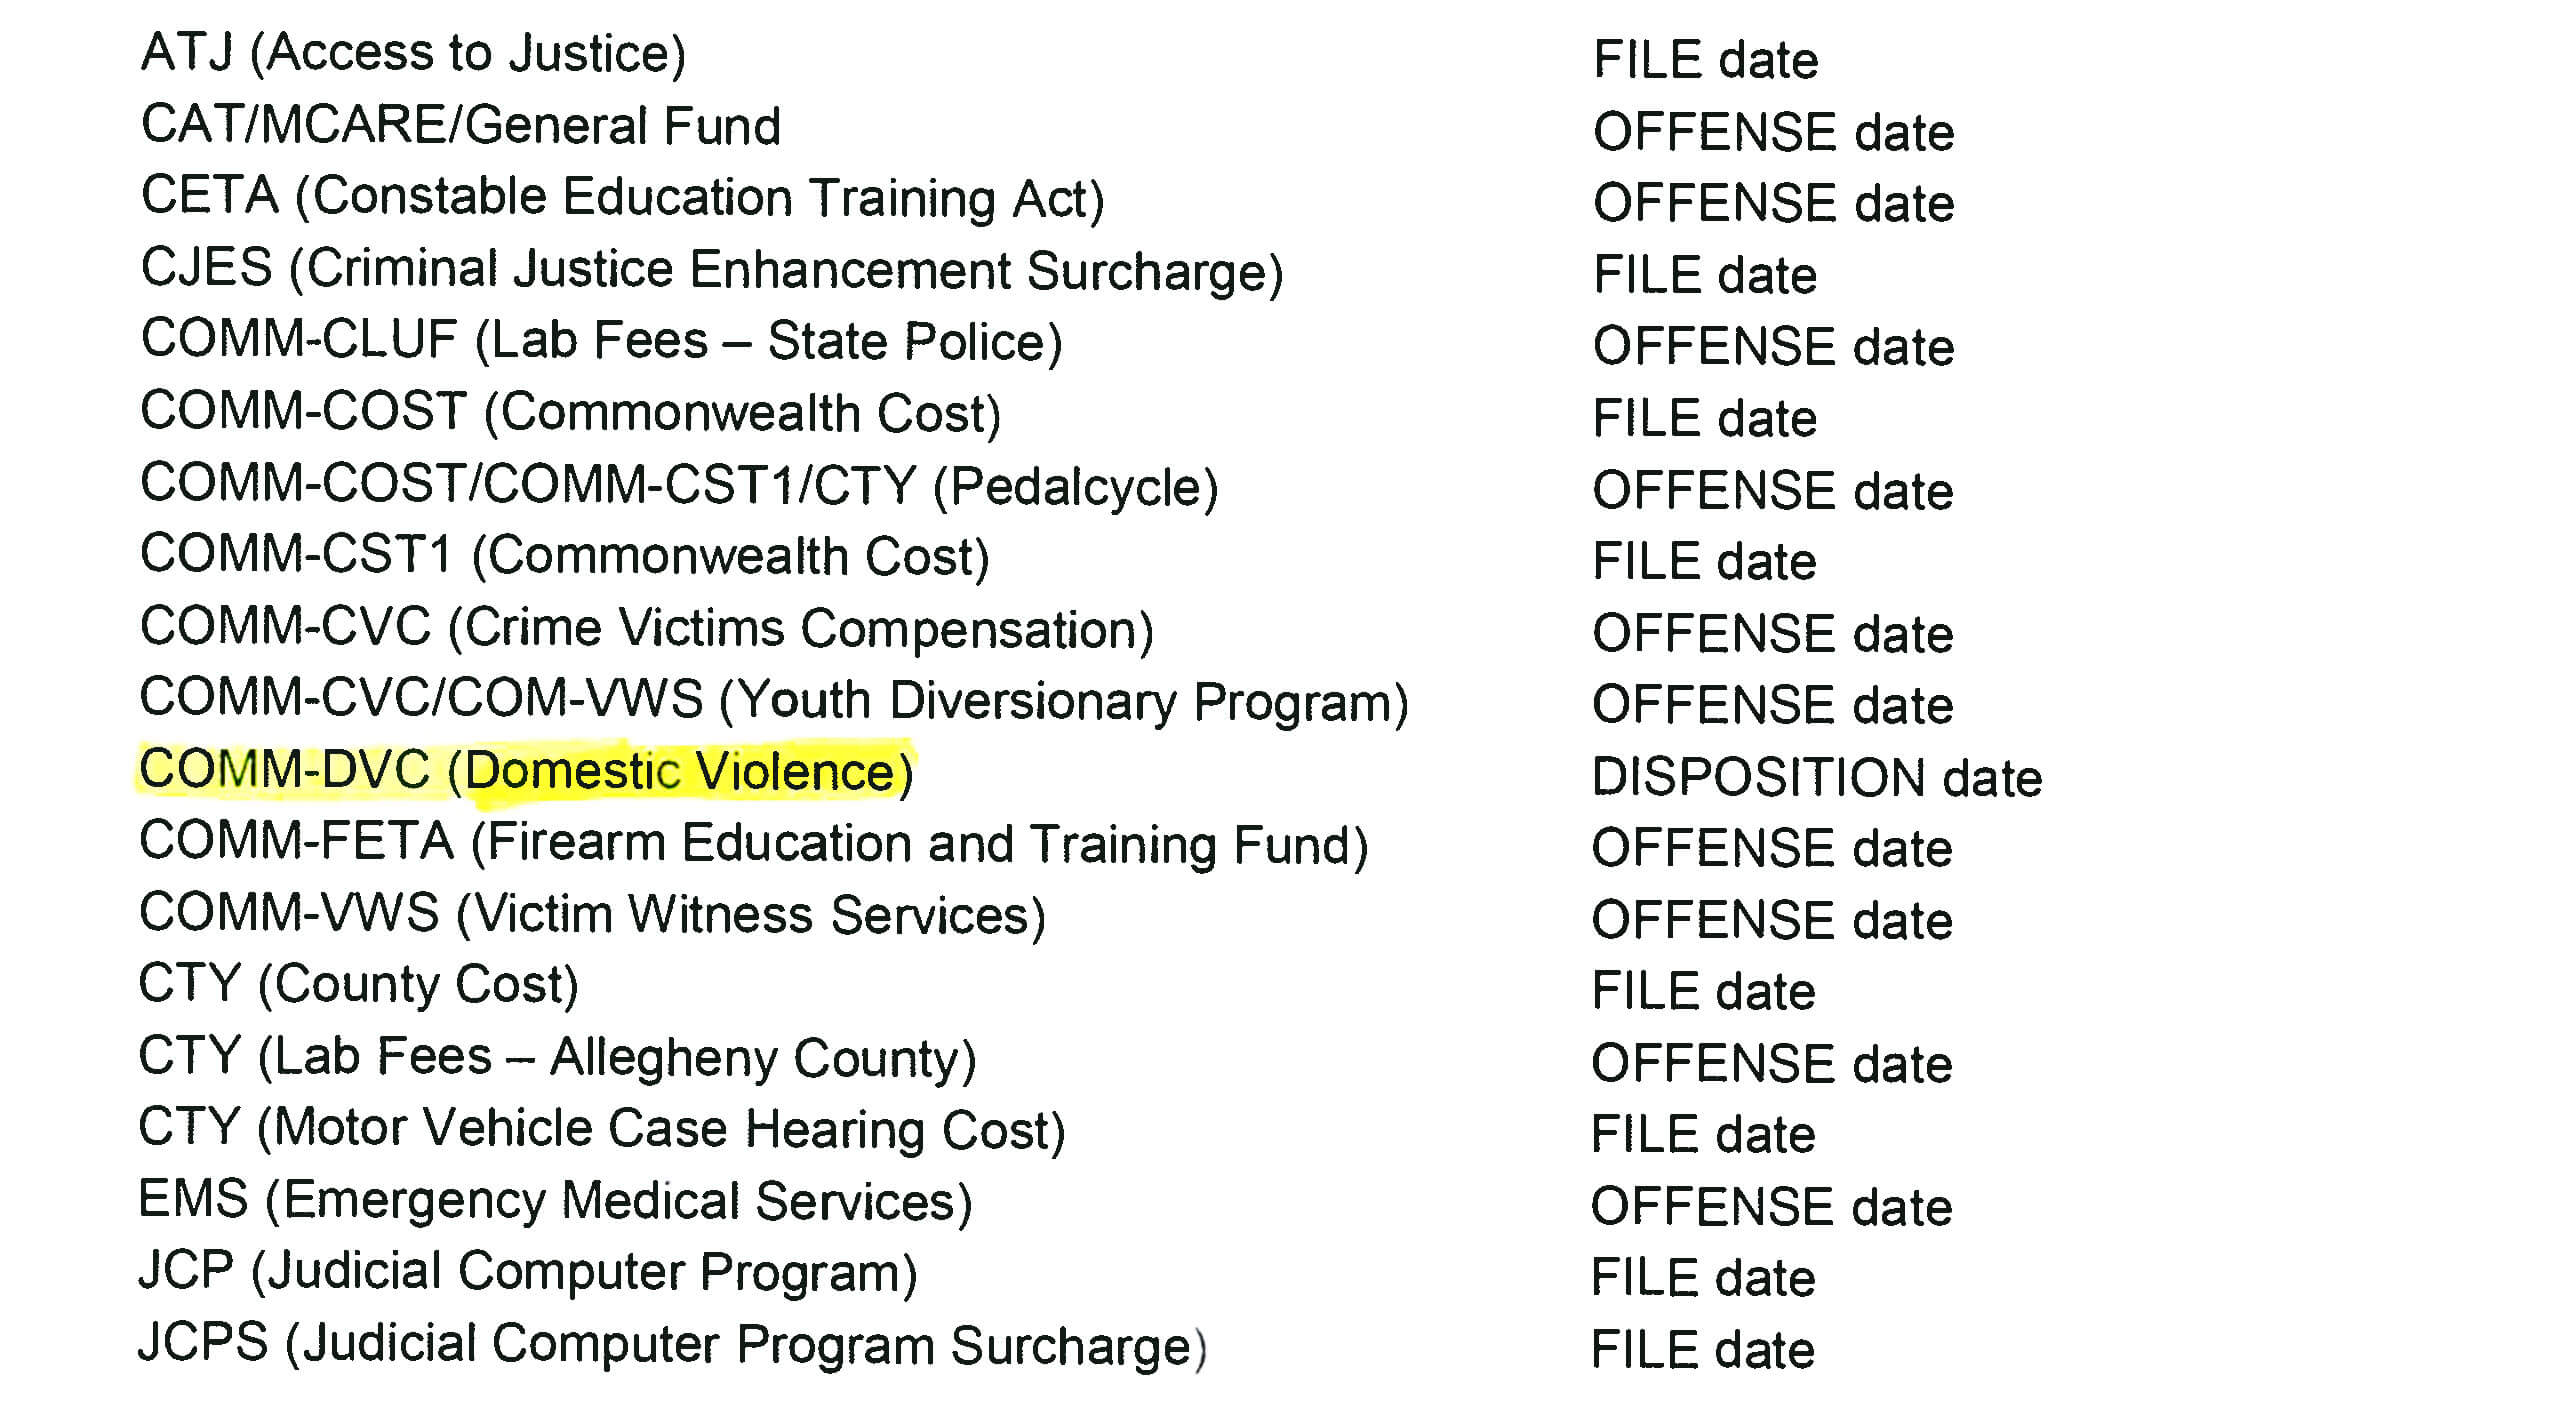 ATJ (Access to Justice) FILE date
CAT/MCARE/General Fund OFFENSE date
CETA (Constable Education Training Act) OFFENSE date
CJES (Criminal Justice Enhancement Surcharge) FILE date
COMM-CLUF (Lab Fees – State Police) OFFENSE date
COMM-COST (Commonwealth Cost) FILE date
COMM-COST/COMM-CST1/CTY (Pedalcycle) OFFENSE date
COMM-CST1 (Commonwealth Cost) FILE date
COMM-CVC (Crime Victims Compensation) OFFENSE date
COMM-CVC/COM-VWS (Youth Diversionary Program) OFFENSE date
COMM-DVC (Domestic Violence) DISPOSITION date
COMM-FETA (Firearm Education and Training Fund) OFFENSE date
COMM-VWS (Victim Witness Services) OFFENSE date
CTY (County Cost) FILE date
CTY (Lab Fees – Allegheny County) OFFENSE date
CTY (Motor Vehicle Case Hearing Cost) FILE date
EMS (Emergency Medical Services) OFFENSE date
JCP (Judicial Computer Program) FILE date
JCPS (Judicial Computer Program Surcharge) FILE date